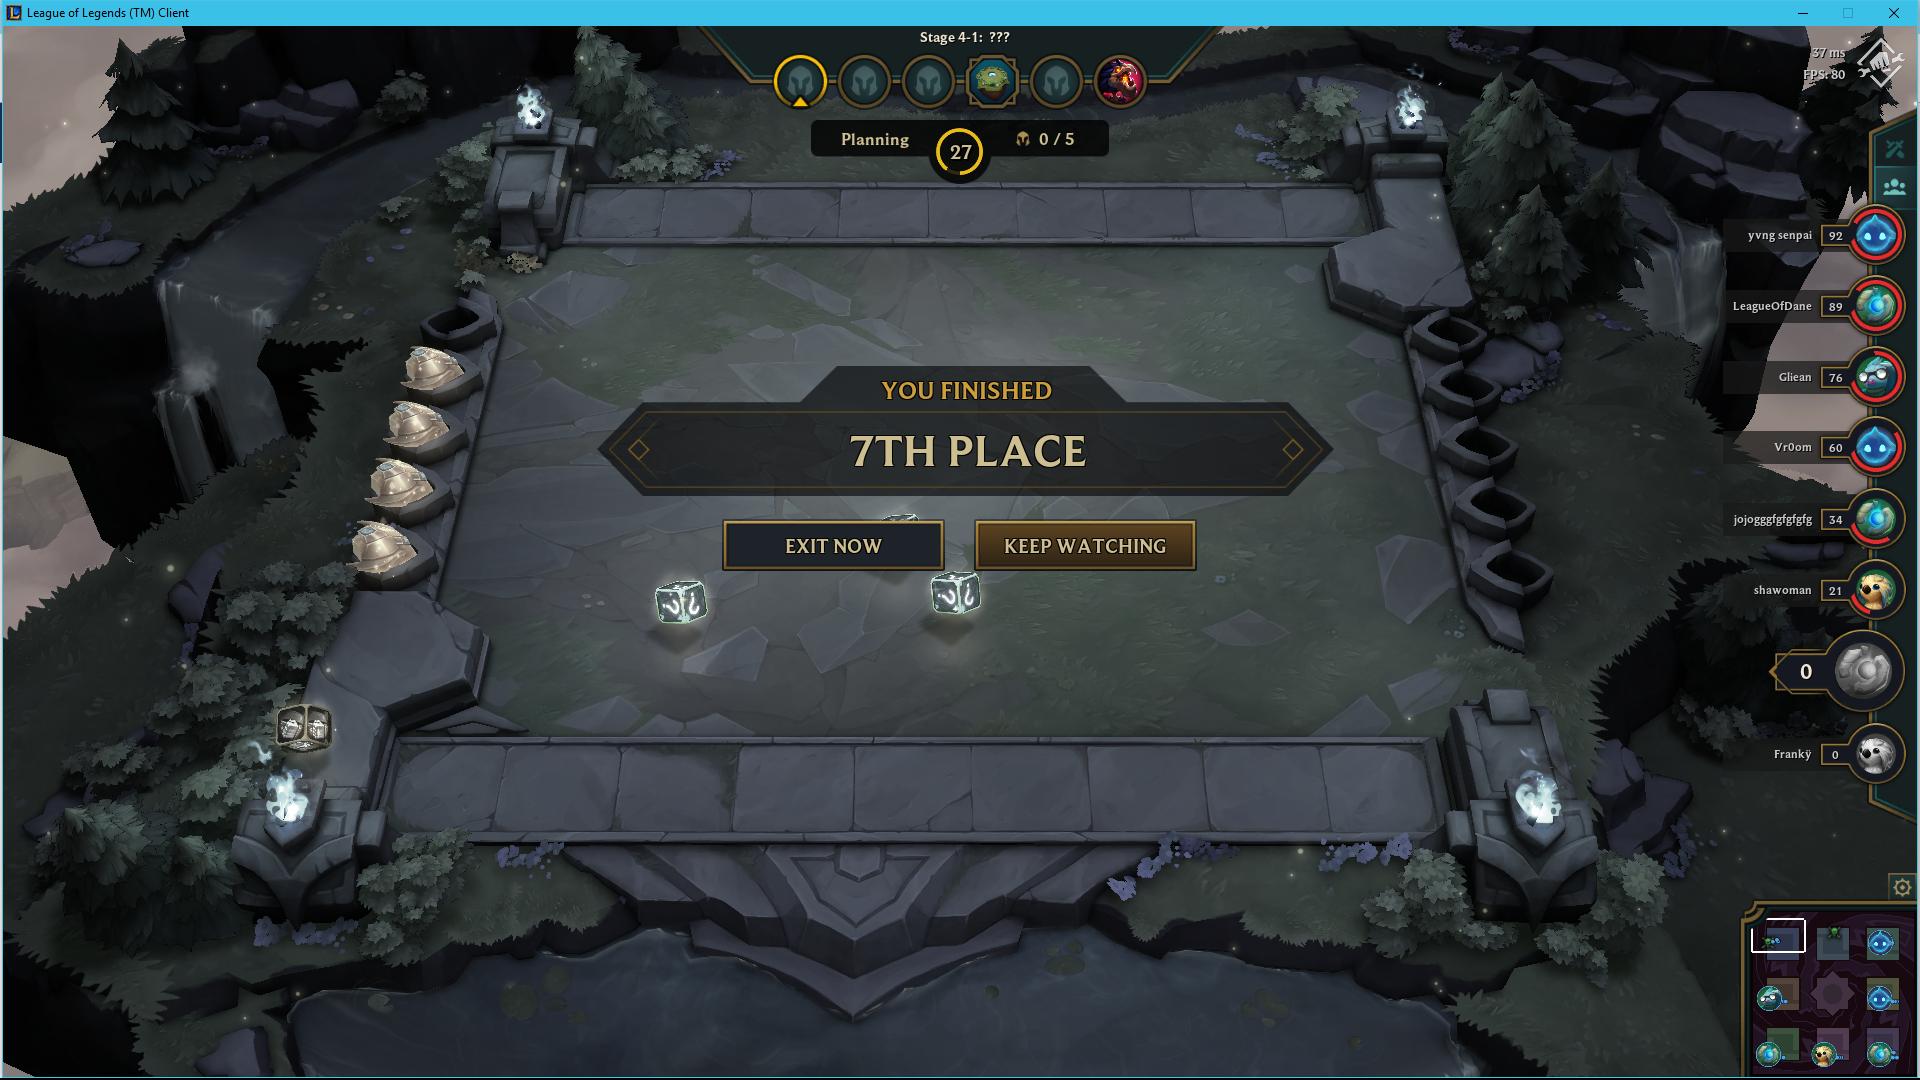 League of Legends (TM) Client
Stage 4-1: ???
37 ms
FPS: 80
Planning
27
0 / 5
yvng senpai 92
LeagueOfDane 89
Gliean 76
YOU FINISHED
7TH PLACE
Vr0om 60
EXIT NOW
KEEP WATCHING
jojogggfgfgfgfg 34
shawoman 21
0
Frankÿ 0